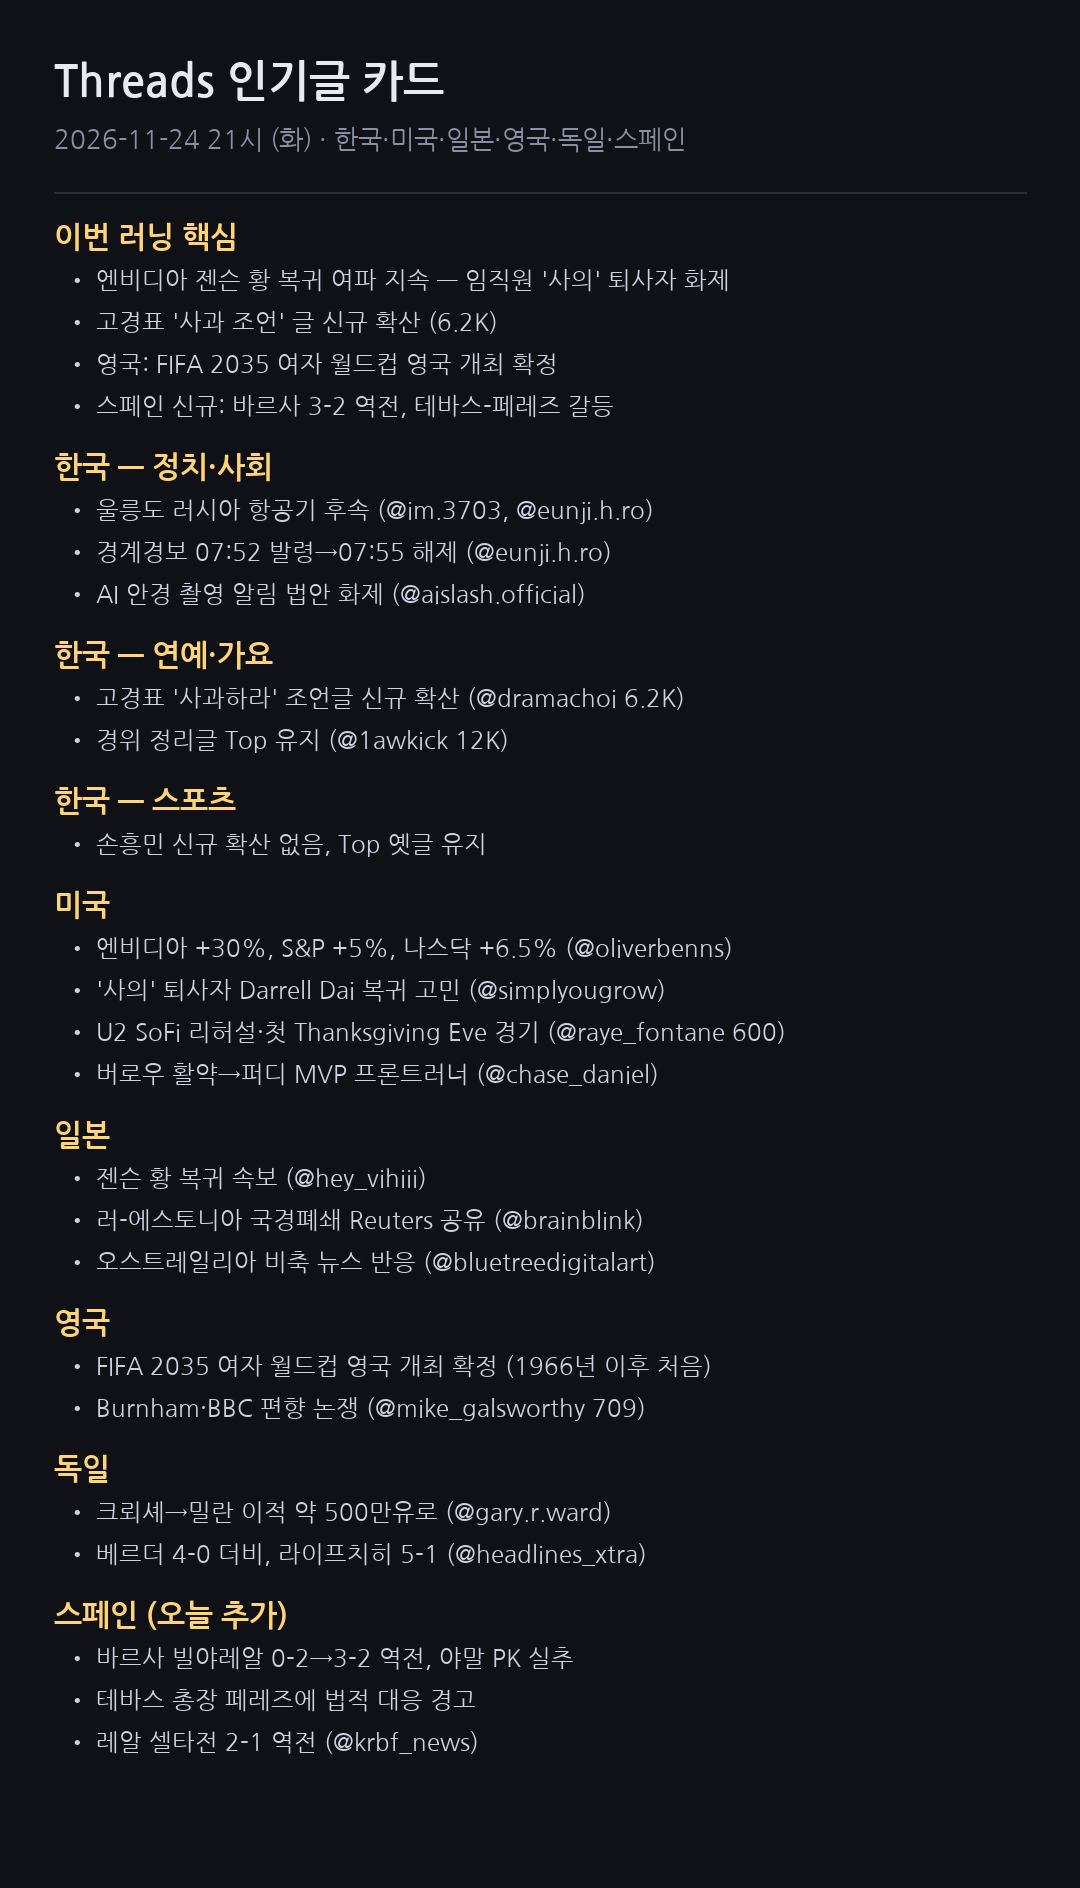 Threads 인기글 카드
2026-11-24 21시 (화) · 한국·미국·일본·영국·독일·스페인
이번 러닝 핵심
• 엔비디아 젠슨 황 복귀 여파 지속 — 임직원 '사의' 퇴사자 화제
• 고경표 '사과 조언' 글 신규 확산 (6.2K)
• 영국: FIFA 2035 여자 월드컵 영국 개최 확정
• 스페인 신규: 바르사 3-2 역전, 테바스-페레즈 갈등
한국 — 정치·사회
• 울릉도 러시아 항공기 후속 (@im.3703, @eunji.h.ro)
• 경계경보 07:52 발령→07:55 해제 (@eunji.h.ro)
• AI 안경 촬영 알림 법안 화제 (@aislash.official)
한국 — 연예·가요
• 고경표 '사과하라' 조언글 신규 확산 (@dramachoi 6.2K)
• 경위 정리글 Top 유지 (@1awkick 12K)
한국 — 스포츠
• 손흥민 신규 확산 없음, Top 옛글 유지
미국
• 엔비디아 +30%, S&P +5%, 나스닥 +6.5% (@oliverbenns)
• '사의' 퇴사자 Darrell Dai 복귀 고민 (@simplyougrow)
• U2 SoFi 리허설·첫 Thanksgiving Eve 경기 (@raye_fontane 600)
• 버로우 활약→퍼디 MVP 프론트러너 (@chase_daniel)
일본
• 젠슨 황 복귀 속보 (@hey_vihiii)
• 러-에스토니아 국경폐쇄 Reuters 공유 (@brainblink)
• 오스트레일리아 비축 뉴스 반응 (@bluetreedigitalart)
영국
• FIFA 2035 여자 월드컵 영국 개최 확정 (1966년 이후 처음)
• Burnham·BBC 편향 논쟁 (@mike_galsworthy 709)
독일
• 크뢰셰→밀란 이적 약 500만유로 (@gary.r.ward)
• 베르더 4-0 더비, 라이프치히 5-1 (@headlines_xtra)
스페인 (오늘 추가)
• 바르사 빌야레알 0-2→3-2 역전, 야말 PK 실추
• 테바스 총장 페레즈에 법적 대응 경고
• 레알 셀타전 2-1 역전 (@krbf_news)